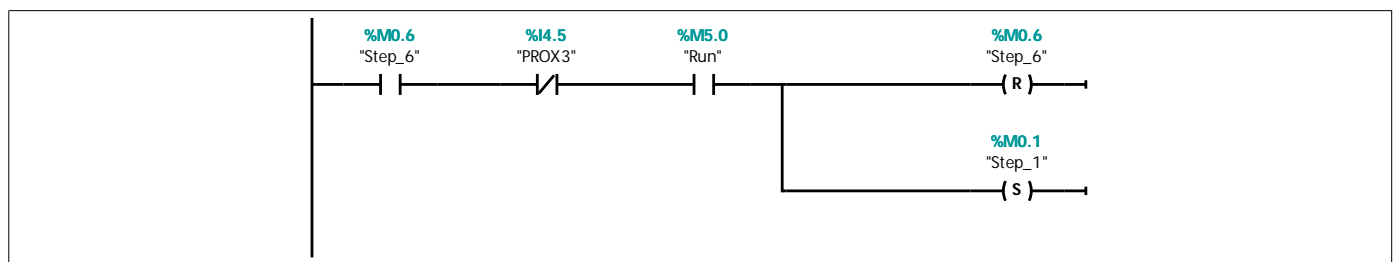 %M0.6 %I4.5 %M5.0 %M0.6
"Step_6" "PROX3" "Run" "Step_6"
R
%M0.1
"Step_1"
S